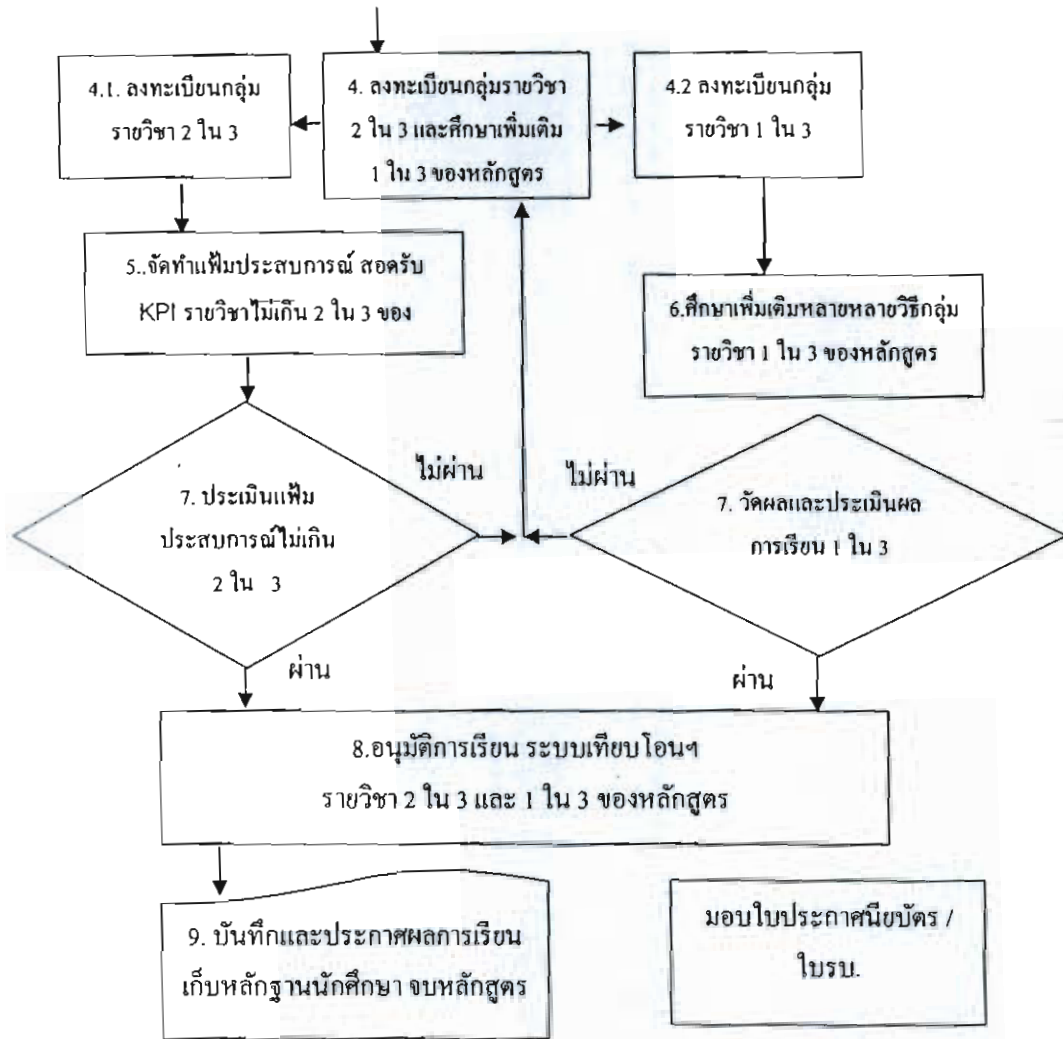 4.1. ลงทะเบียนกลุ่ม
รายวิชา 2 ใน 3
4. ลงทะเบียนกลุ่มรายวิชา
2 ใน 3 และศึกษาเพิ่มเติม
1 ใน 3 ของหลักสูตร
4.2 ลงทะเบียนกลุ่ม
รายวิชา 1 ใน 3
5..จัดทำแฟ้มประสบการณ์ สอดรับ
KPI รายวิชาไม่เกิน 2 ใน 3 ของ
6.ศึกษาเพิ่มเติมหลายหลายวิธีกลุ่ม
รายวิชา 1 ใน 3 ของหลักสูตร
ไม่ผ่าน
ไม่ผ่าน
7. ประเมินแฟ้ม
ประสบการณ์ไม่เกิน
2 ใน 3
7. วัดผลและประเมินผล
การเรียน 1 ใน 3
ผ่าน
ผ่าน
8.อนุมัติการเรียน ระบบเทียบโอนฯ
รายวิชา 2 ใน 3 และ 1 ใน 3 ของหลักสูตร
9. บันทึกและประกาศผลการเรียน
เก็บหลักฐานนักศึกษา จบหลักสูตร
มอบใบประกาศนียบัตร /
ใบรบ.